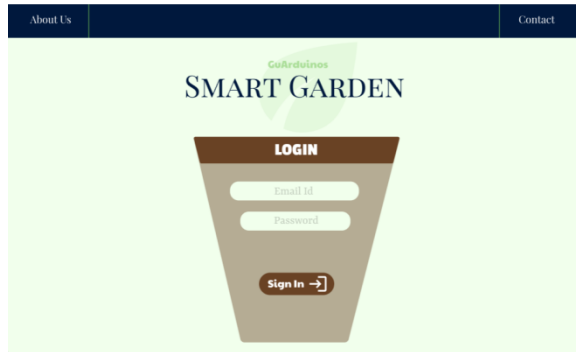 About Us
Contact
GuArduinos
SMART GARDEN
LOGIN
Email Id
Password
Sign In